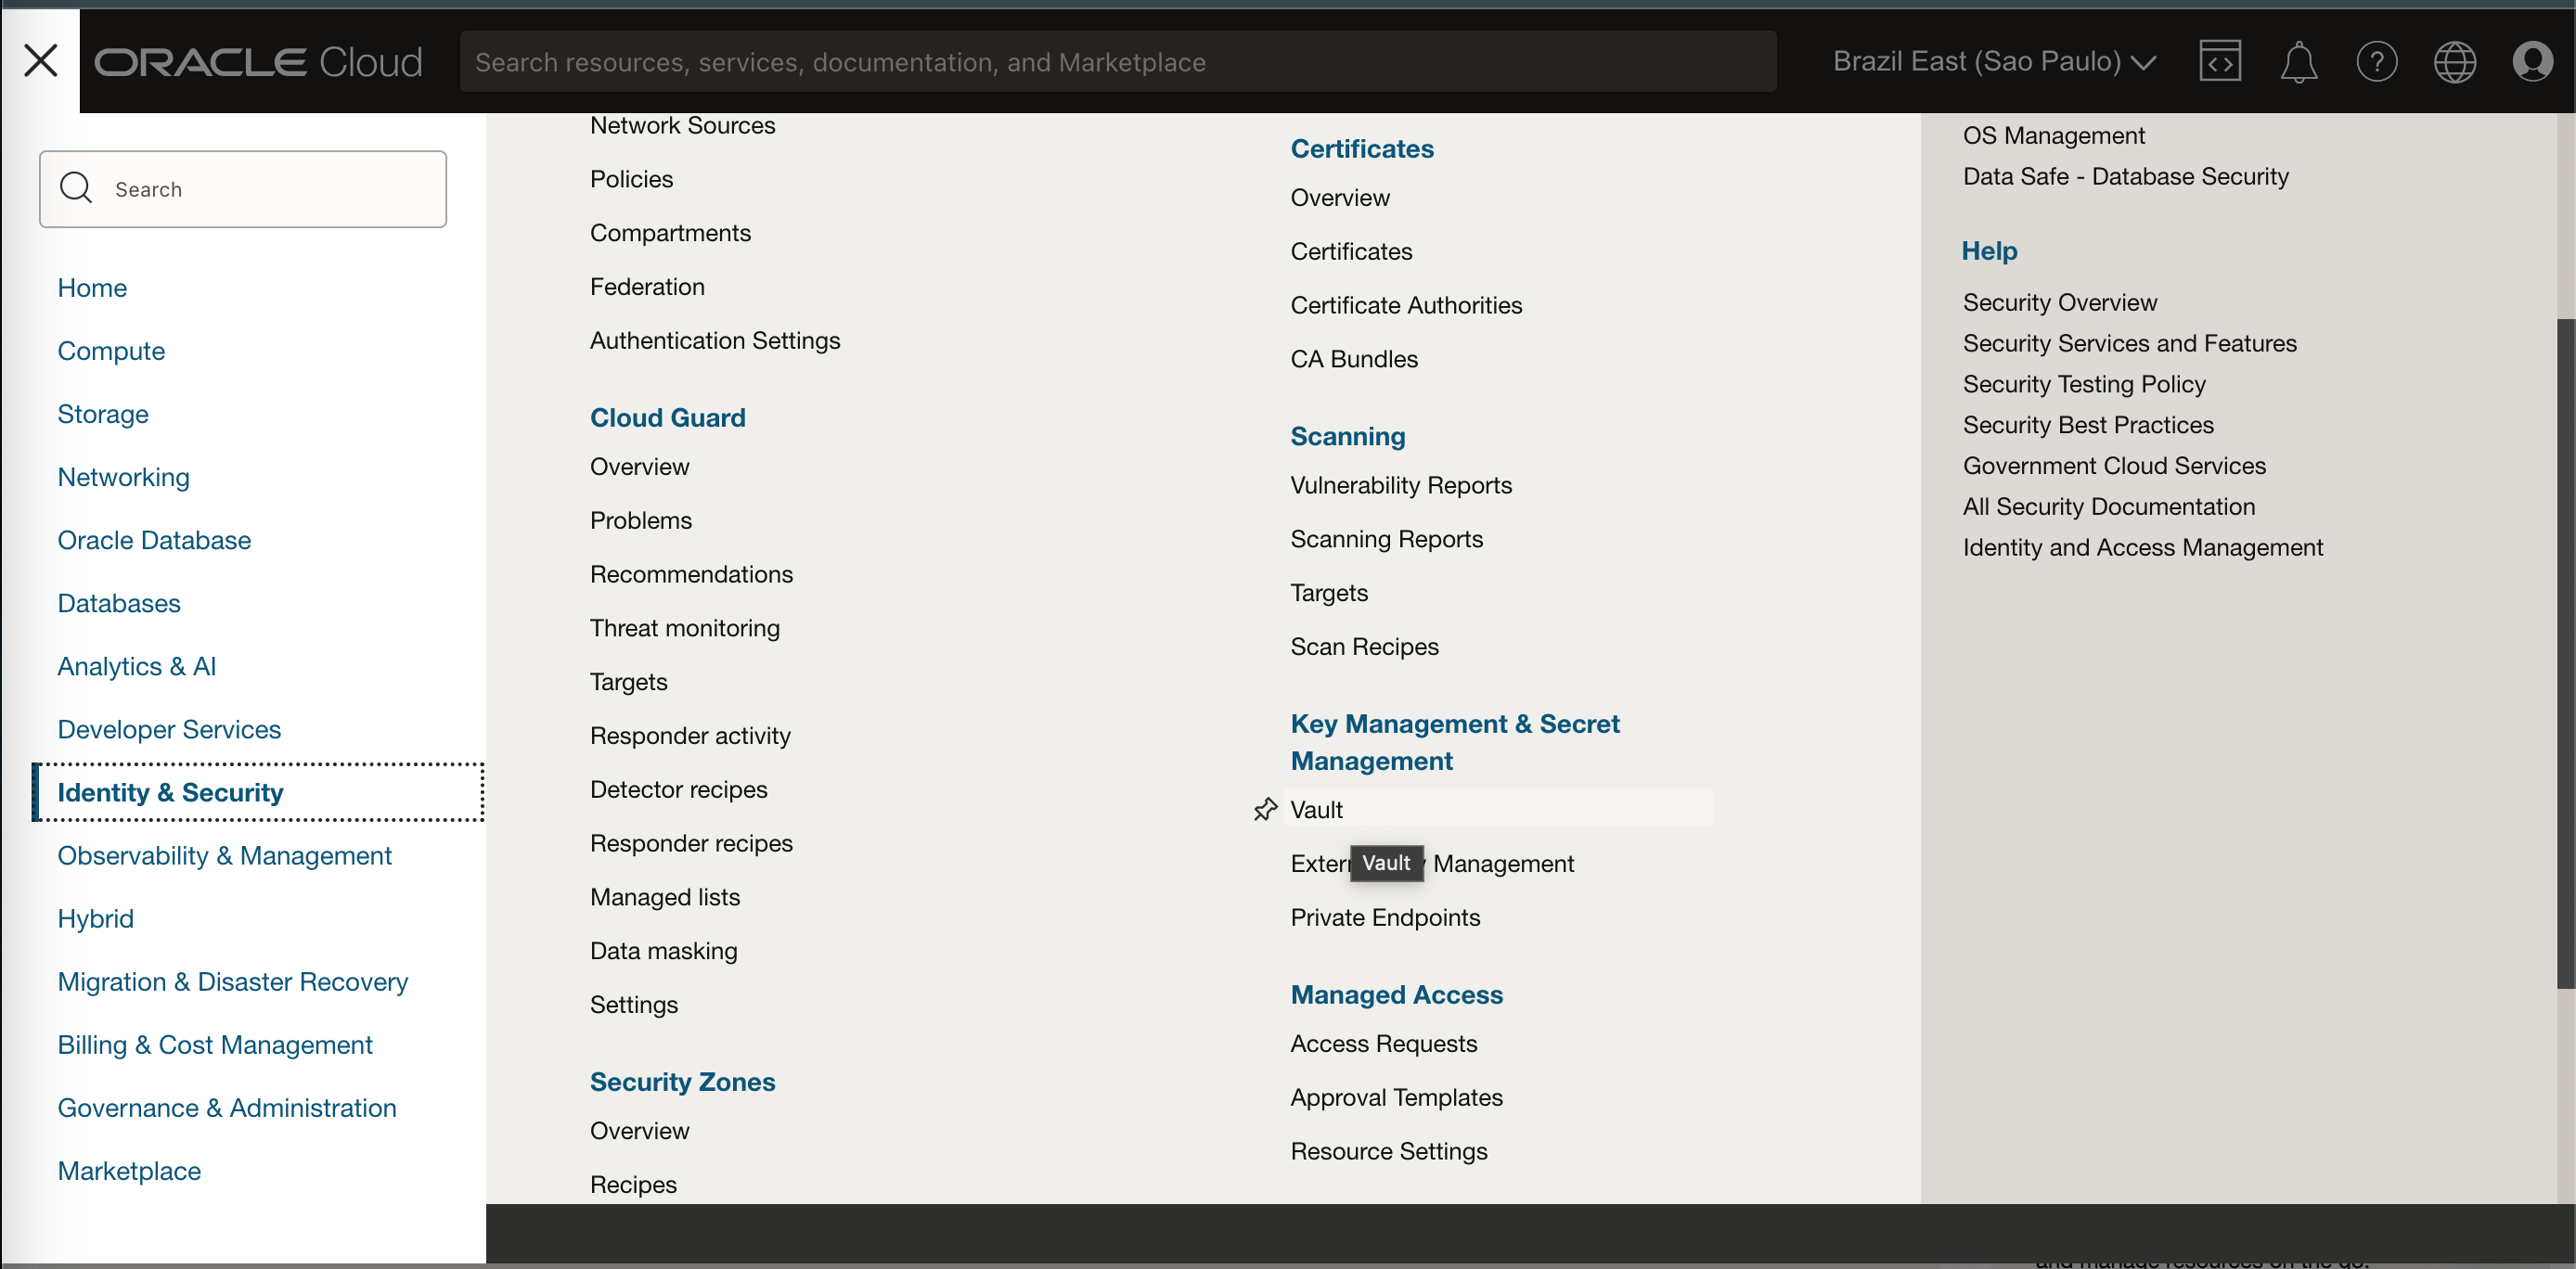 ORACLE Cloud
Search resources, services, documentation, and Marketplace
Brazil East (Sao Paulo)
Search
Home
Compute
Storage
Networking
Oracle Database
Databases
Analytics & AI
Developer Services
Identity & Security
Observability & Management
Hybrid
Migration & Disaster Recovery
Billing & Cost Management
Governance & Administration
Marketplace
Network Sources
Policies
Compartments
Federation
Authentication Settings
Cloud Guard
Overview
Problems
Recommendations
Threat monitoring
Targets
Responder activity
Detector recipes
Responder recipes
Managed lists
Data masking
Settings
Security Zones
Overview
Recipes
Certificates
Overview
Certificates
Certificate Authorities
CA Bundles
Scanning
Vulnerability Reports
Scanning Reports
Targets
Scan Recipes
Key Management & Secret
Management
Vault
Vault
Management
Private Endpoints
Managed Access
Access Requests
Approval Templates
Resource Settings
OS Management
Data Safe - Database Security
Help
Security Overview
Security Services and Features
Security Testing Policy
Security Best Practices
Government Cloud Services
All Security Documentation
Identity and Access Management
and manage resources on the go.